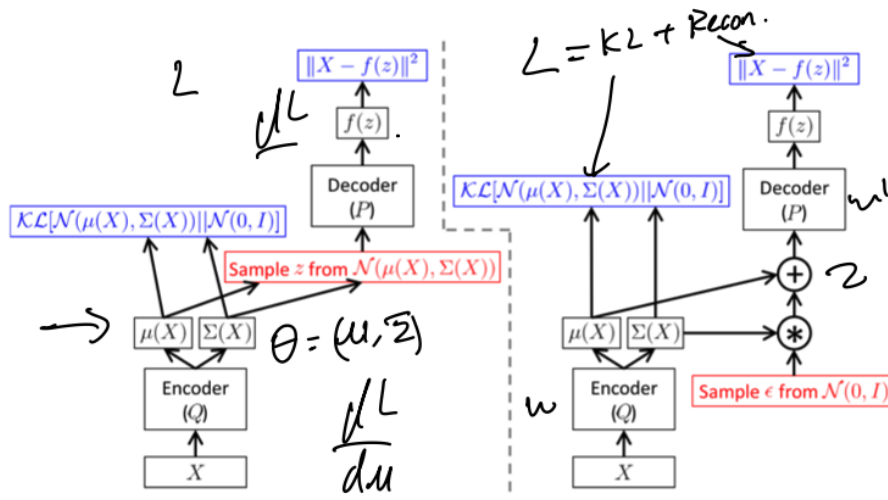 L
dL
‖X − f(z)‖²
f(z)
Decoder
(P)
𝒦ℒ[𝒩(μ(X), Σ(X))||𝒩(0, I)]
Sample z from 𝒩(μ(X), Σ(X))
μ(X) Σ(X)
θ = (μ, Σ)
Encoder
(Q)
X
dL
dμ
L = KL + Recon.
‖X − f(z)‖²
f(z)
Decoder
(P)
w'
𝒦ℒ[𝒩(μ(X), Σ(X))||𝒩(0, I)]
+
z
μ(X) Σ(X)
*
Sample ϵ from 𝒩(0, I)
w
Encoder
(Q)
X